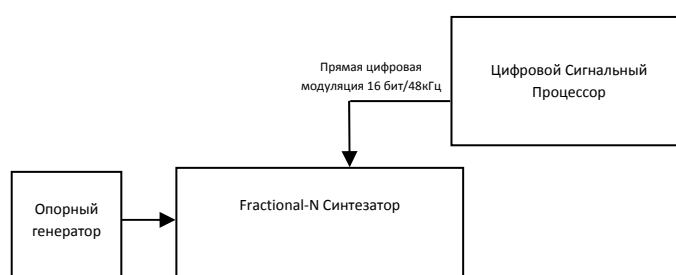 Прямая цифровая
модуляция 16 бит/48кГц
Цифровой Сигнальный
Процессор
Опорный
генератор
Fractional-N Синтезатор